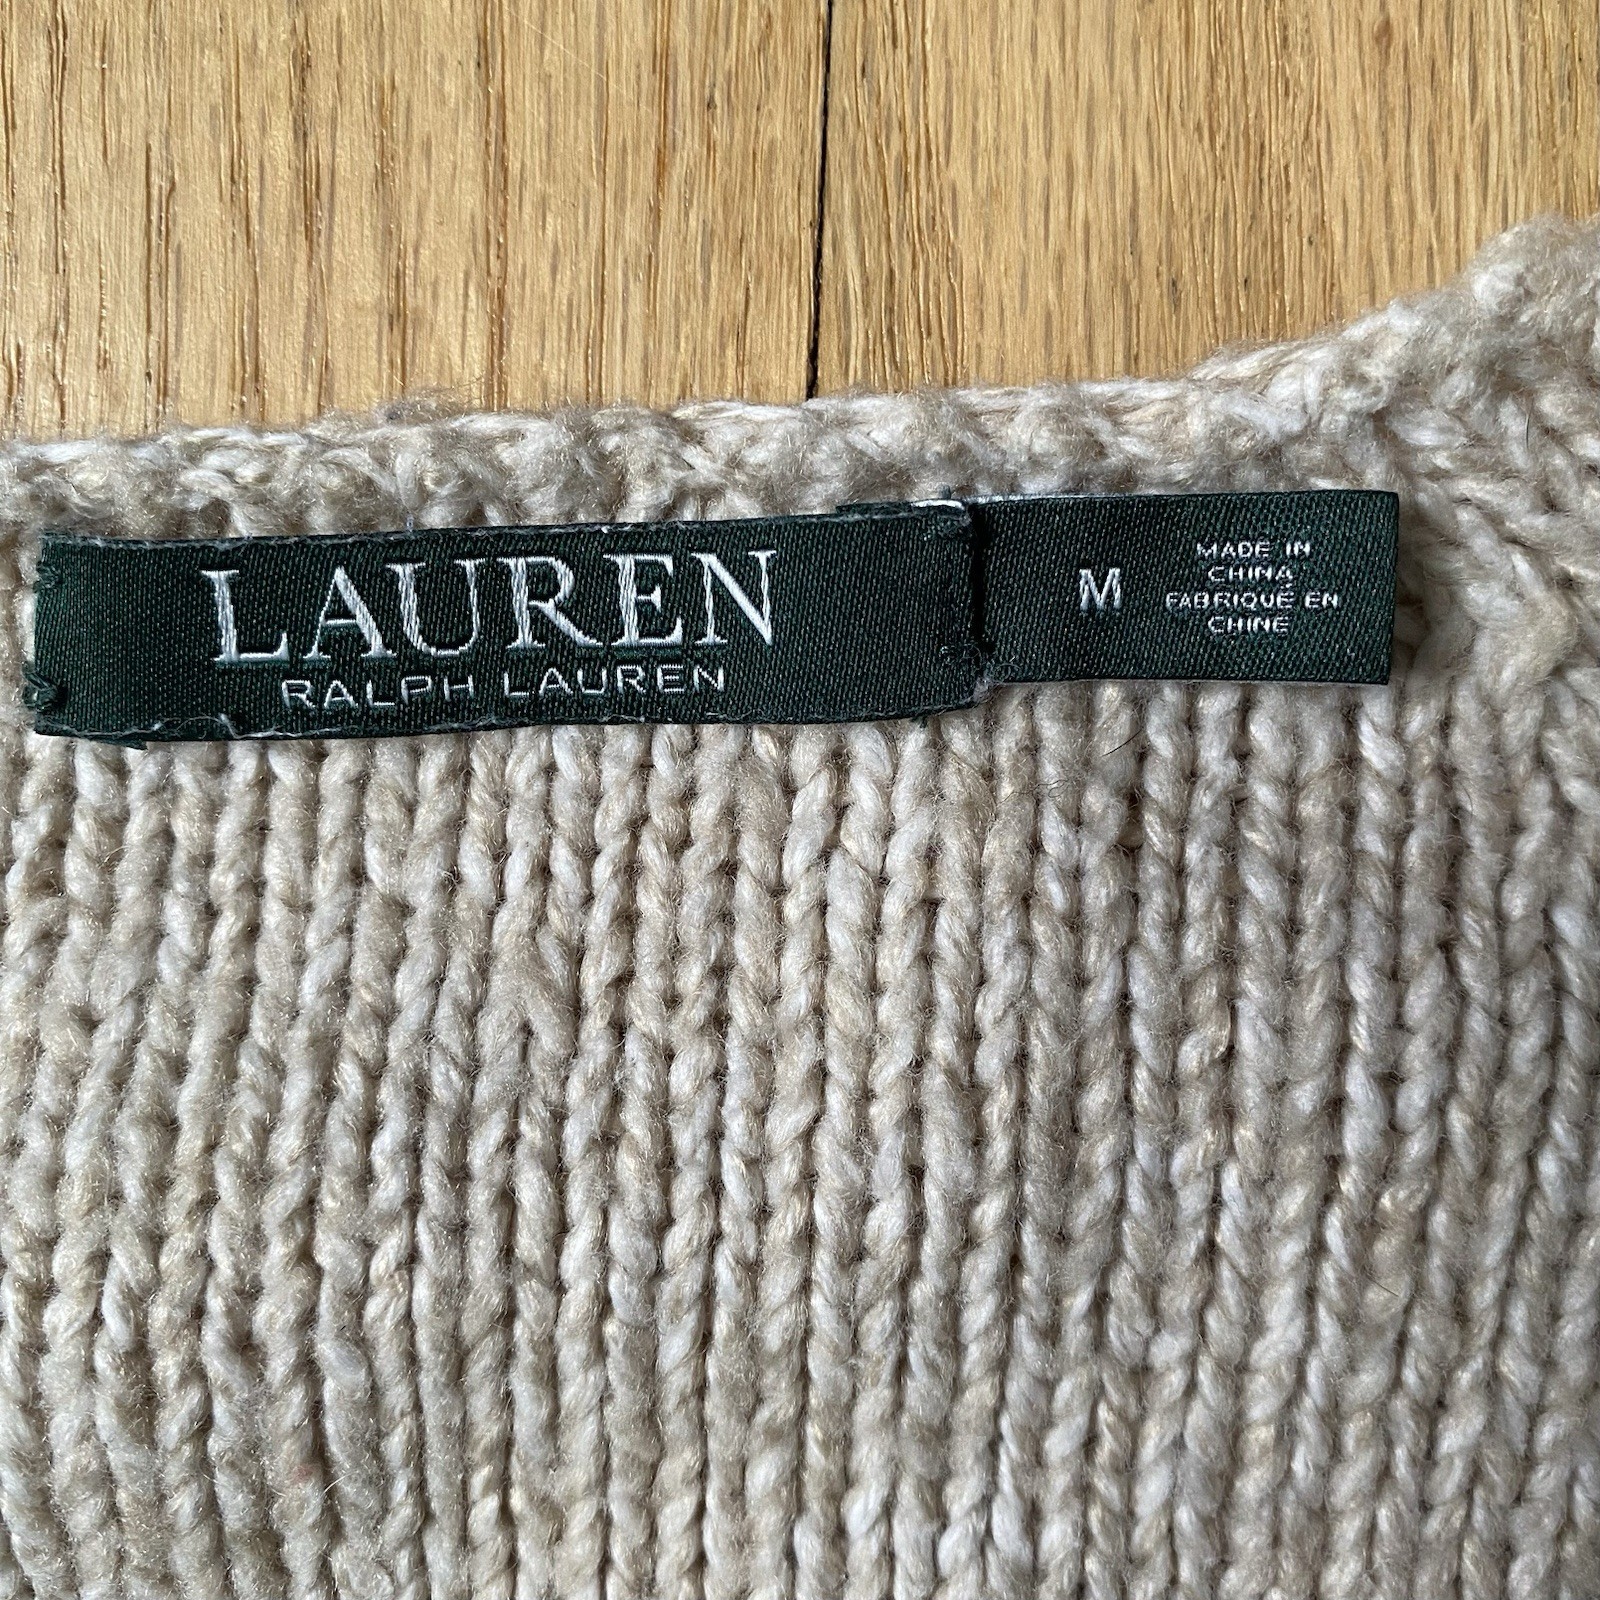 LAUREN
RALPH LAUREN
M
MADE IN
CHINA
FABRIQUÉ EN
CHINE